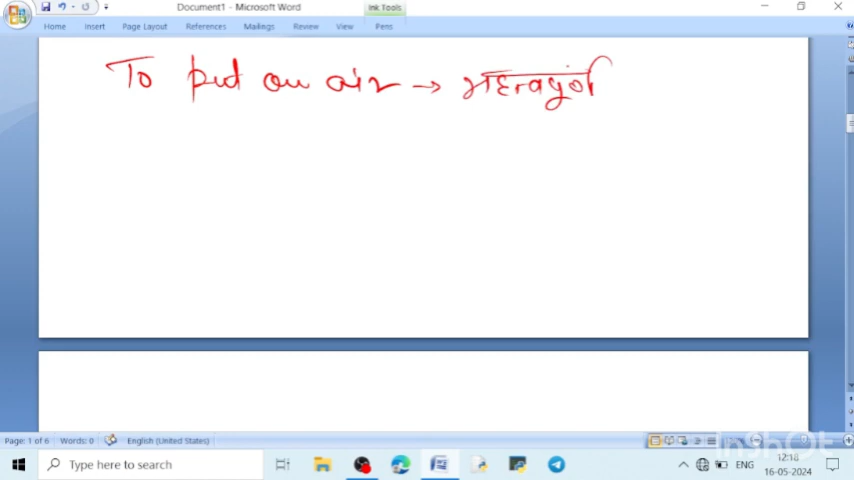 Document1 - Microsoft Word
Ink Tools
Home Insert Page Layout References Mailings Review View Pens
To put on air →
Page: 1 of 6 Words: 0 English (United States)
InShOt
Type here to search
ENG
12:18
16-05-2024